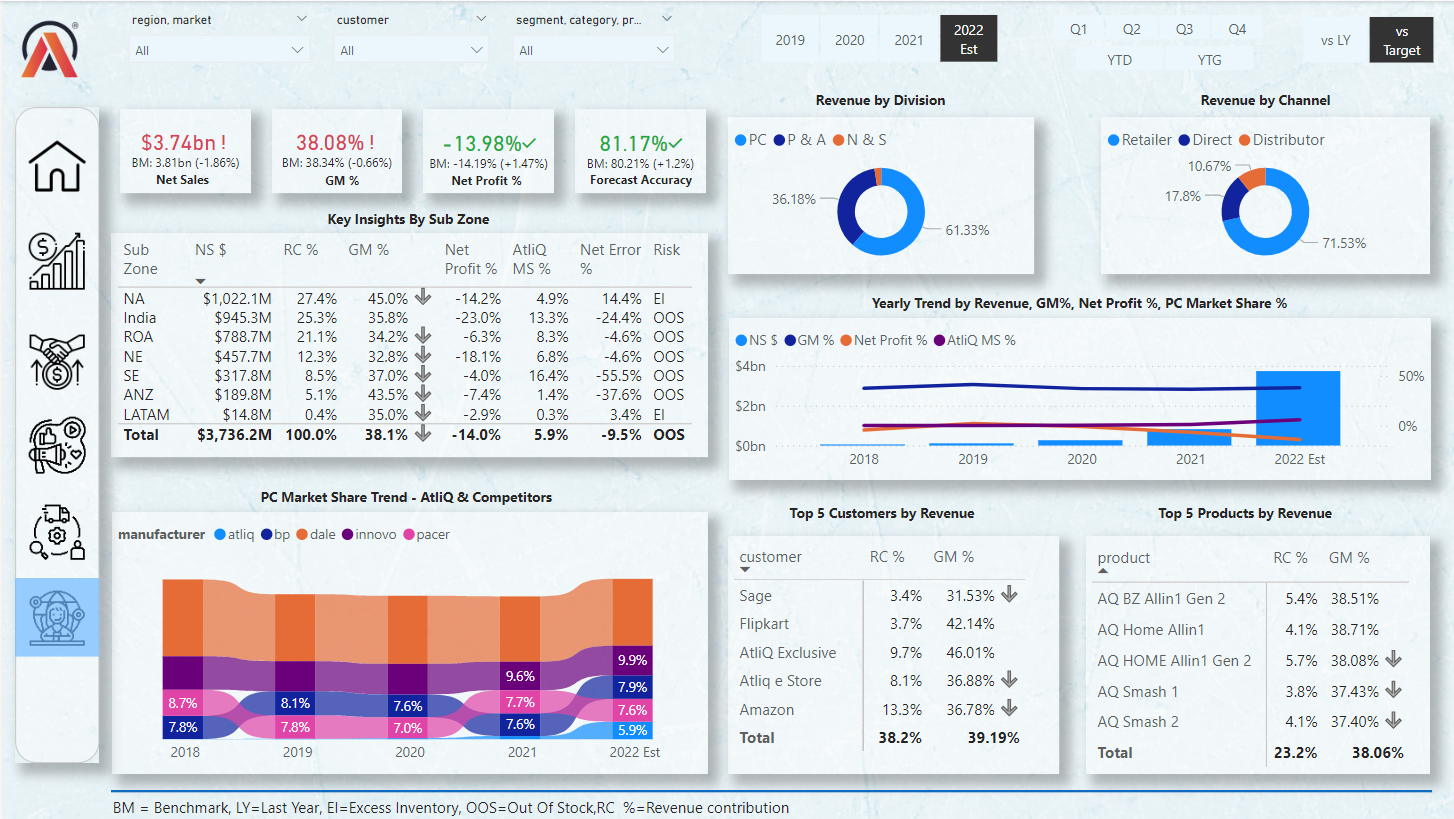 region, market
customer
segment, category, pr...
All
All
All
2019
2020
2021
2022
Est
Q1
Q2
Q3
Q4
YTD
YTG
vs LY
vs
Target
®
$3.74bn !
BM: 3.81bn (-1.86%)
Net Sales
38.08% !
BM: 38.34% (-0.66%)
GM %
-13.98%✓
BM: -14.19% (+1.47%)
Net Profit %
81.17%✓
BM: 80.21% (+1.2%)
Forecast Accuracy
Key Insights By Sub Zone
Sub Zone NS $ RC % GM % Net Profit % AtliQ MS % Net Error % Risk
NA $1,022.1M 27.4% 45.0% -14.2% 4.9% 14.4% EI
India $945.3M 25.3% 35.8% -23.0% 13.3% -24.4% OOS
ROA $788.7M 21.1% 34.2% -6.3% 8.3% -4.6% OOS
NE $457.7M 12.3% 32.8% -18.1% 6.8% -4.6% OOS
SE $317.8M 8.5% 37.0% -4.0% 16.4% -55.5% OOS
ANZ $189.8M 5.1% 43.5% -7.4% 1.4% -37.6% OOS
LATAM $14.8M 0.4% 35.0% -2.9% 0.3% 3.4% EI
Total $3,736.2M 100.0% 38.1% -14.0% 5.9% -9.5% OOS
Revenue by Division
PC P & A N & S
36.18%
61.33%
Revenue by Channel
Retailer Direct Distributor
10.67%
17.8%
71.53%
Yearly Trend by Revenue, GM%, Net Profit %, PC Market Share %
NS $ GM % Net Profit % AtliQ MS %
$4bn
$2bn
$0bn
50%
0%
2018 2019 2020 2021 2022 Est
PC Market Share Trend - AtliQ & Competitors
manufacturer atliq bp dale innovo pacer
8.7%
7.8%
8.1%
7.8%
7.6%
7.0%
9.6%
7.7%
7.6%
9.9%
7.9%
7.6%
5.9%
2018 2019 2020 2021 2022 Est
Top 5 Customers by Revenue
customer RC % GM %
Sage 3.4% 31.53%
Flipkart 3.7% 42.14%
AtliQ Exclusive 9.7% 46.01%
Atliq e Store 8.1% 36.88%
Amazon 13.3% 36.78%
Total 38.2% 39.19%
Top 5 Products by Revenue
product RC % GM %
AQ BZ Allin1 Gen 2 5.4% 38.51%
AQ Home Allin1 4.1% 38.71%
AQ HOME Allin1 Gen 2 5.7% 38.08%
AQ Smash 1 3.8% 37.43%
AQ Smash 2 4.1% 37.40%
Total 23.2% 38.06%
BM = Benchmark, LY=Last Year, EI=Excess Inventory, OOS=Out Of Stock,RC %=Revenue contribution